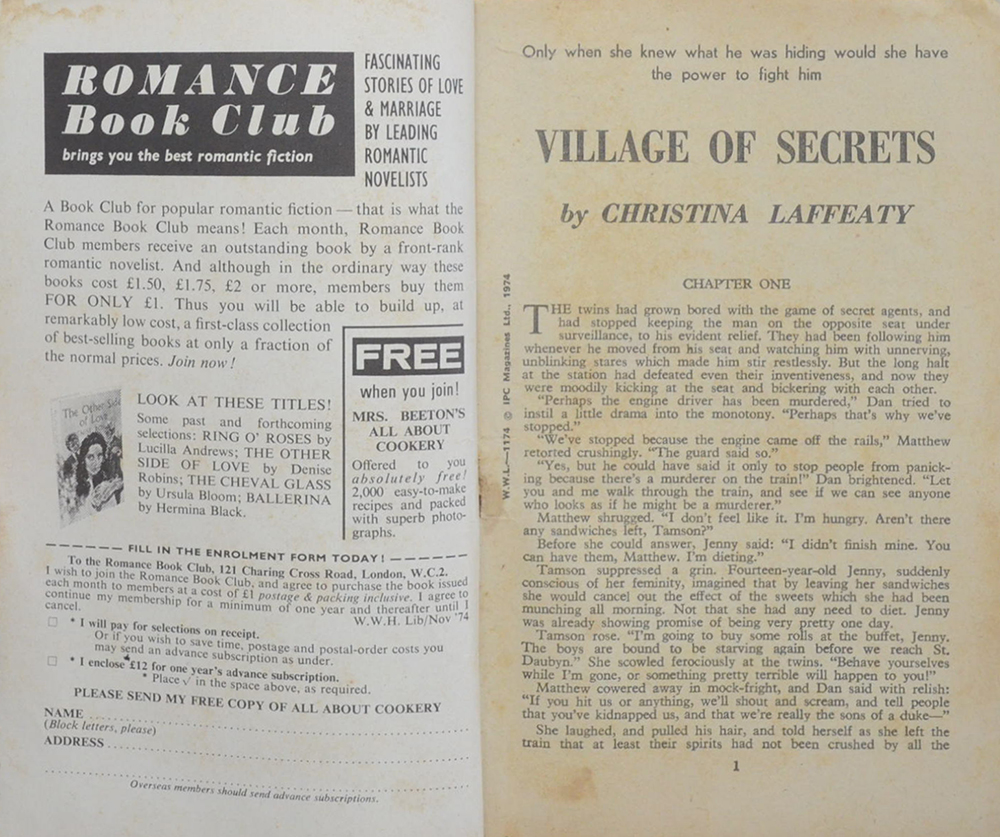 ROMANCE
Book Club
brings you the best romantic fiction
FASCINATING
STORIES OF LOVE
& MARRIAGE
BY LEADING
ROMANTIC
NOVELISTS
A Book Club for popular romantic fiction — that is what the
Romance Book Club means! Each month, Romance Book
Club members receive an outstanding book by a front-rank
romantic novelist. And although in the ordinary way these
books cost £1.50, £1.75, £2 or more, members buy them
FOR ONLY £1. Thus you will be able to build up, at
remarkably low cost, a first-class collection
of best-selling books at only a fraction of
the normal prices. Join now!
The Other Side
of Love
LOOK AT THESE TITLES!
Some past and forthcoming
selections: RING O' ROSES by
Lucilla Andrews; THE OTHER
SIDE OF LOVE by Denise
Robins; THE CHEVAL GLASS
by Ursula Bloom; BALLERINA
by Hermina Black.
FREE
when you join!
MRS. BEETON'S
ALL ABOUT
COOKERY
Offered to you
absolutely free!
2,000 easy-to-make
recipes and packed
with superb photo-
graphs.
FILL IN THE ENROLMENT FORM TODAY!
To the Romance Book Club, 121 Charing Cross Road, London, W.C.2.
I wish to join the Romance Book Club, and agree to purchase the book issued
each month to members at a cost of £1 postage & packing inclusive. I agree to
continue my membership for a minimum of one year and thereafter until I
cancel.
W.W.H. Lib/Nov '74
* I will pay for selections on receipt.
Or if you wish to save time, postage and postal-order costs you
may send an advance subscription as under.
* I enclose £12 for one year's advance subscription.
* Place √ in the space above, as required.
PLEASE SEND MY FREE COPY OF ALL ABOUT COOKERY
NAME
(Block letters, please)
ADDRESS
Overseas members should send advance subscriptions.
Only when she knew what he was hiding would she have
the power to fight him
VILLAGE OF SECRETS
by CHRISTINA LAFFEATY
W.W.L.—1174 © IPC Magazines Ltd., 1974
CHAPTER ONE
THE twins had grown bored with the game of secret agents, and
had stopped keeping the man on the opposite seat under
surveillance, to his evident relief. They had been following him
whenever he moved from his seat and watching him with unnerving,
unblinking stares which made him stir restlessly. But the long halt
at the station had defeated even their inventiveness, and now they
were moodily kicking at the seat and bickering with each other.
"Perhaps the engine driver has been murdered," Dan tried to
instil a little drama into the monotony. "Perhaps that's why we've
stopped."
"We've stopped because the engine came off the rails," Matthew
retorted crushingly. "The guard said so."
"Yes, but he could have said it only to stop people from panick-
ing because there's a murderer on the train!" Dan brightened. "Let
you and me walk through the train, and see if we can see anyone
who looks as if he might be a murderer."
Matthew shrugged. "I don't feel like it. I'm hungry. Aren't there
any sandwiches left, Tamson?"
Before she could answer, Jenny said: "I didn't finish mine. You
can have them, Matthew. I'm dieting."
Tamson suppressed a grin. Fourteen-year-old Jenny, suddenly
conscious of her feminity, imagined that by leaving her sandwiches
she would cancel out the effect of the sweets which she had been
munching all morning. Not that she had any need to diet. Jenny
was already showing promise of being very pretty one day.
Tamson rose. "I'm going to buy some rolls at the buffet, Jenny.
The boys are bound to be starving again before we reach St.
Daubyn." She scowled ferociously at the twins. "Behave yourselves
while I'm gone, or something pretty terrible will happen to you!"
Matthew cowered away in mock-fright, and Dan said with relish:
"If you hit us or anything, we'll shout and scream, and tell people
that you've kidnapped us, and that we're really the sons of a duke—"
She laughed, and pulled his hair, and told herself as she left the
train that at least their spirits had not been crushed by all the
1